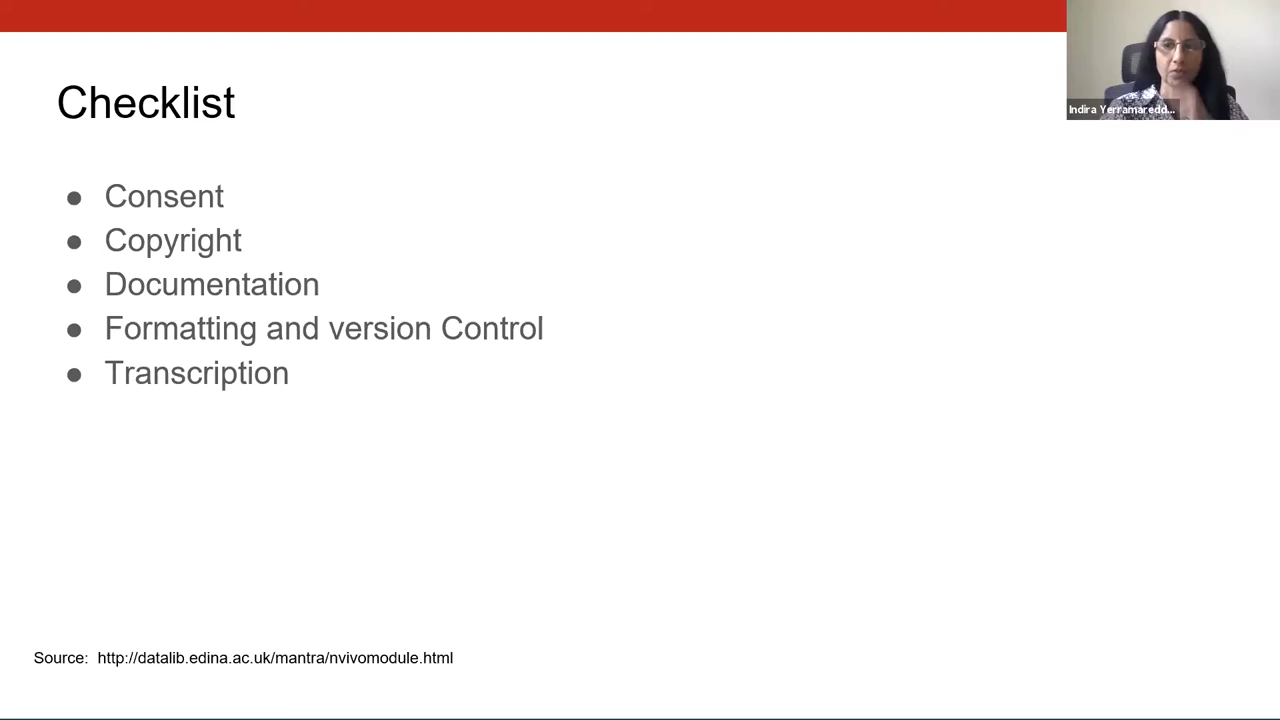 Checklist
Indira Yerramaredd...
● Consent
● Copyright
● Documentation
● Formatting and version Control
● Transcription
Source: http://datalib.edina.ac.uk/mantra/nvivomodule.html